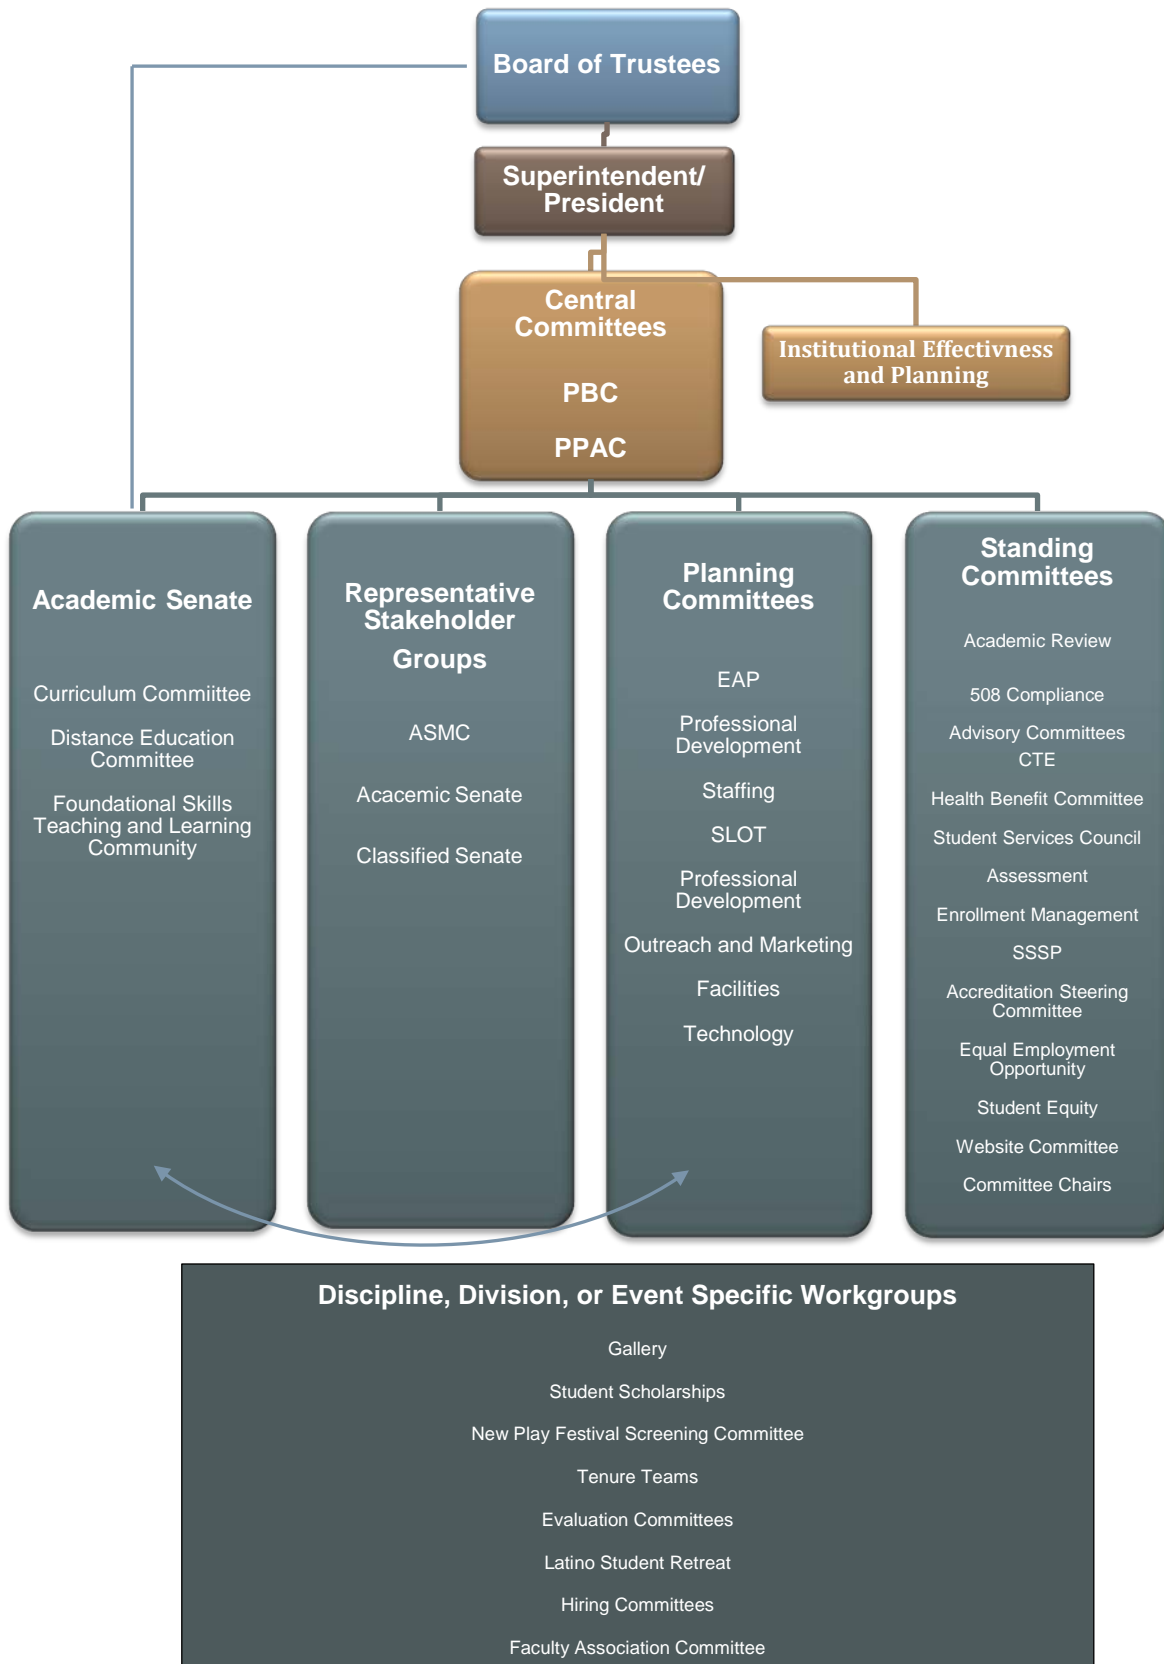 Board of Trustees
Superintendent/
President
Central
Committees
PBC
PPAC
Institutional Effectivness
and Planning
Academic Senate
Curriculum Commiittee
Distance Education
Committee
Foundational Skills
Teaching and Learning
Community
Representative
Stakeholder
Groups
ASMC
Acacemic Senate
Classified Senate
Planning
Committees
EAP
Professional
Development
Staffing
SLOT
Professional
Development
Outreach and Marketing
Facilities
Technology
Standing
Committees
Academic Review
508 Compliance
Advisory Committees
CTE
Health Benefit Committee
Student Services Council
Assessment
Enrollment Management
SSSP
Accreditation Steering
Committee
Equal Employment
Opportunity
Student Equity
Website Committee
Committee Chairs
Discipline, Division, or Event Specific Workgroups
Gallery
Student Scholarships
New Play Festival Screening Committee
Tenure Teams
Evaluation Committees
Latino Student Retreat
Hiring Committees
Faculty Association Committee